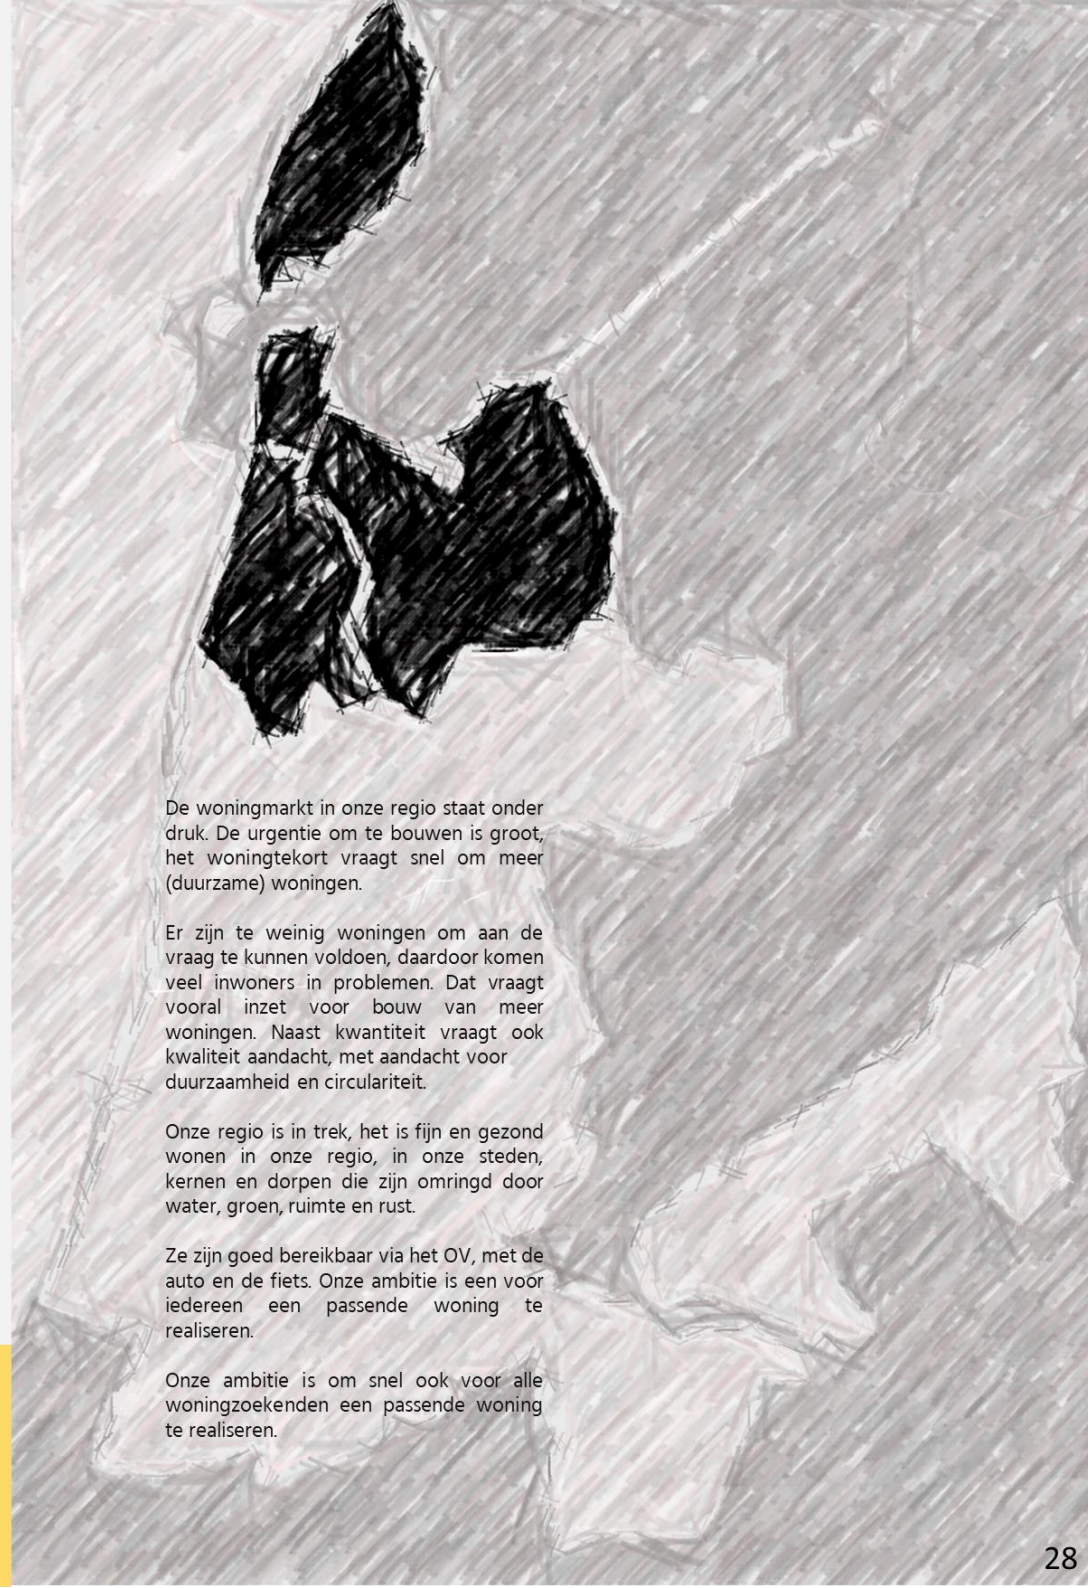 De woningmarkt in onze regio staat onder
druk. De urgentie om te bouwen is groot,
het woningtekort vraagt snel om meer
(duurzame) woningen.
Er zijn te weinig woningen om aan de
vraag te kunnen voldoen, daardoor komen
veel inwoners in problemen. Dat vraagt
vooral inzet voor bouw van meer
woningen. Naast kwantiteit vraagt ook
kwaliteit aandacht, met aandacht voor
duurzaamheid en circulariteit.
Onze regio is in trek, het is fijn en gezond
wonen in onze regio, in onze steden,
kernen en dorpen die zijn omringd door
water, groen, ruimte en rust.
Ze zijn goed bereikbaar via het OV, met de
auto en de fiets. Onze ambitie is een voor
iedereen een passende woning te
realiseren.
Onze ambitie is om snel ook voor alle
woningzoekenden een passende woning
te realiseren.
28